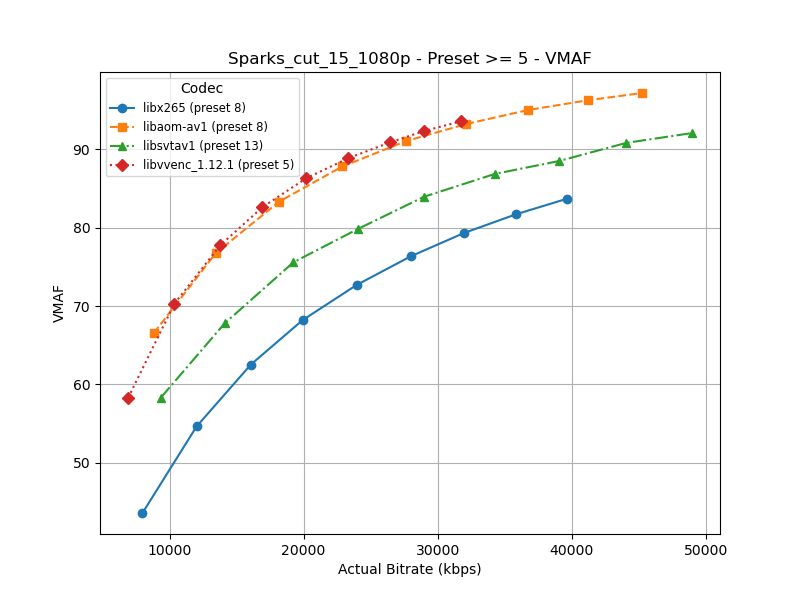 Sparks_cut_15_1080p - Preset >= 5 - VMAF
Codec
libx265 (preset 8)
libaom-av1 (preset 8)
libsvtav1 (preset 13)
libvvenc_1.12.1 (preset 5)
VMAF
90
80
70
60
50
10000 20000 30000 40000 50000
Actual Bitrate (kbps)